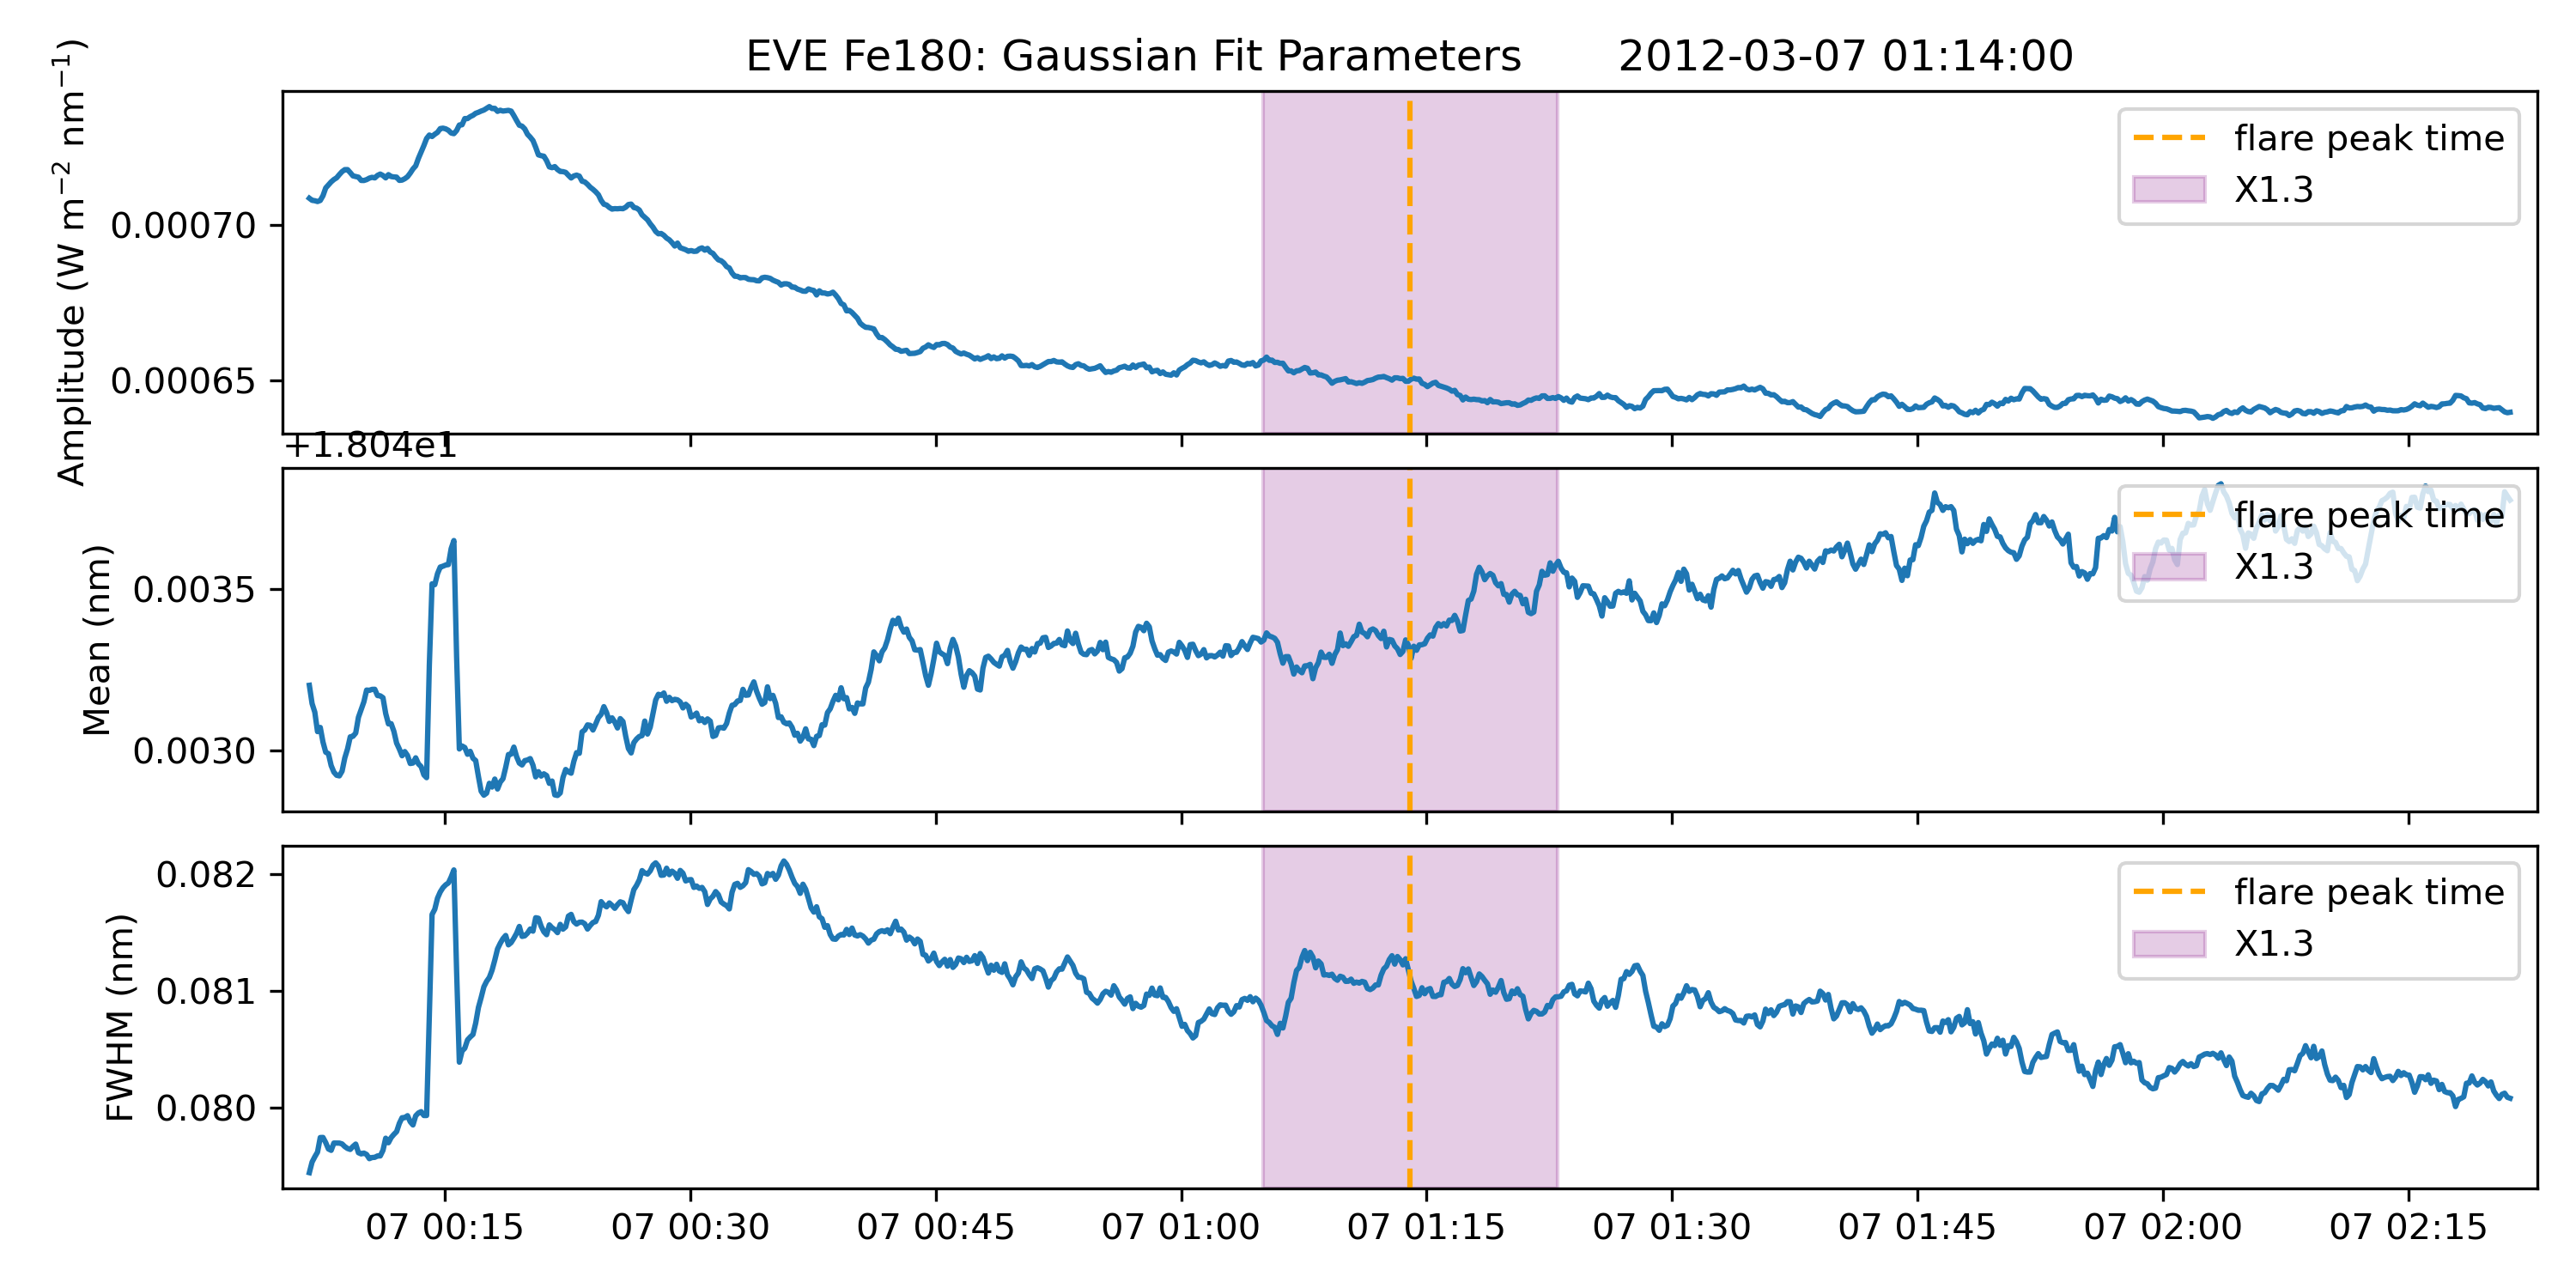 EVE Fe180: Gaussian Fit Parameters 2012-03-07 01:14:00
Amplitude (W m⁻² nm⁻¹)
0.00070
0.00065
flare peak time
X1.3
+1.804e1
Mean (nm)
0.0035
0.0030
flare peak time
X1.3
FWHM (nm)
0.082
0.081
0.080
flare peak time
X1.3
07 00:15 07 00:30 07 00:45 07 01:00 07 01:15 07 01:30 07 01:45 07 02:00 07 02:15